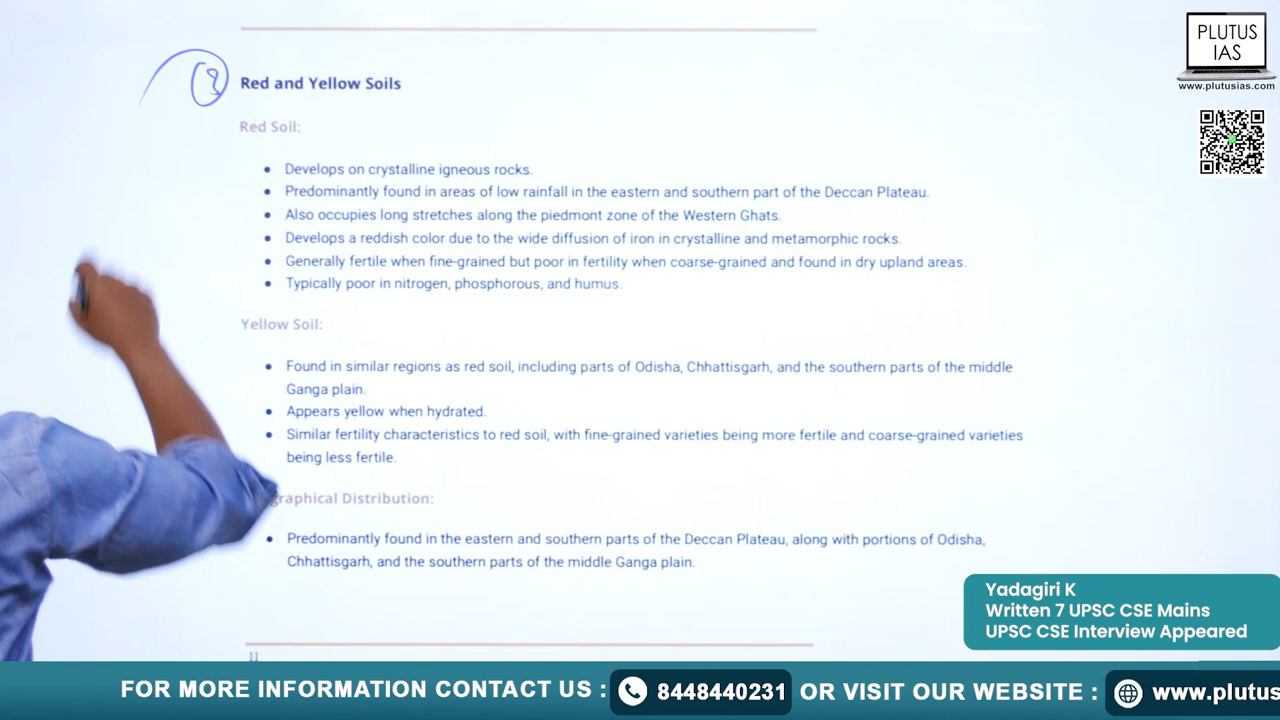 PLUTUS
IAS
www.plutusias.com
Red and Yellow Soils
Red Soil:
• Develops on crystalline igneous rocks.
• Predominantly found in areas of low rainfall in the eastern and southern part of the Deccan Plateau.
• Also occupies long stretches along the piedmont zone of the Western Ghats.
• Develops a reddish color due to the wide diffusion of iron in crystalline and metamorphic rocks.
• Generally fertile when fine-grained but poor in fertility when coarse-grained and found in dry upland areas.
• Typically poor in nitrogen, phosphorous, and humus.
Yellow Soil:
• Found in similar regions as red soil, including parts of Odisha, Chhattisgarh, and the southern parts of the middle
Ganga plain.
• Appears yellow when hydrated.
• Similar fertility characteristics to red soil, with fine-grained varieties being more fertile and coarse-grained varieties
being less fertile.
graphical Distribution:
• Predominantly found in the eastern and southern parts of the Deccan Plateau, along with portions of Odisha,
Chhattisgarh, and the southern parts of the middle Ganga plain.
Yadagiri K
Written 7 UPSC CSE Mains
UPSC CSE Interview Appeared
11
FOR MORE INFORMATION CONTACT US : 8448440231 OR VISIT OUR WEBSITE : www.plutus